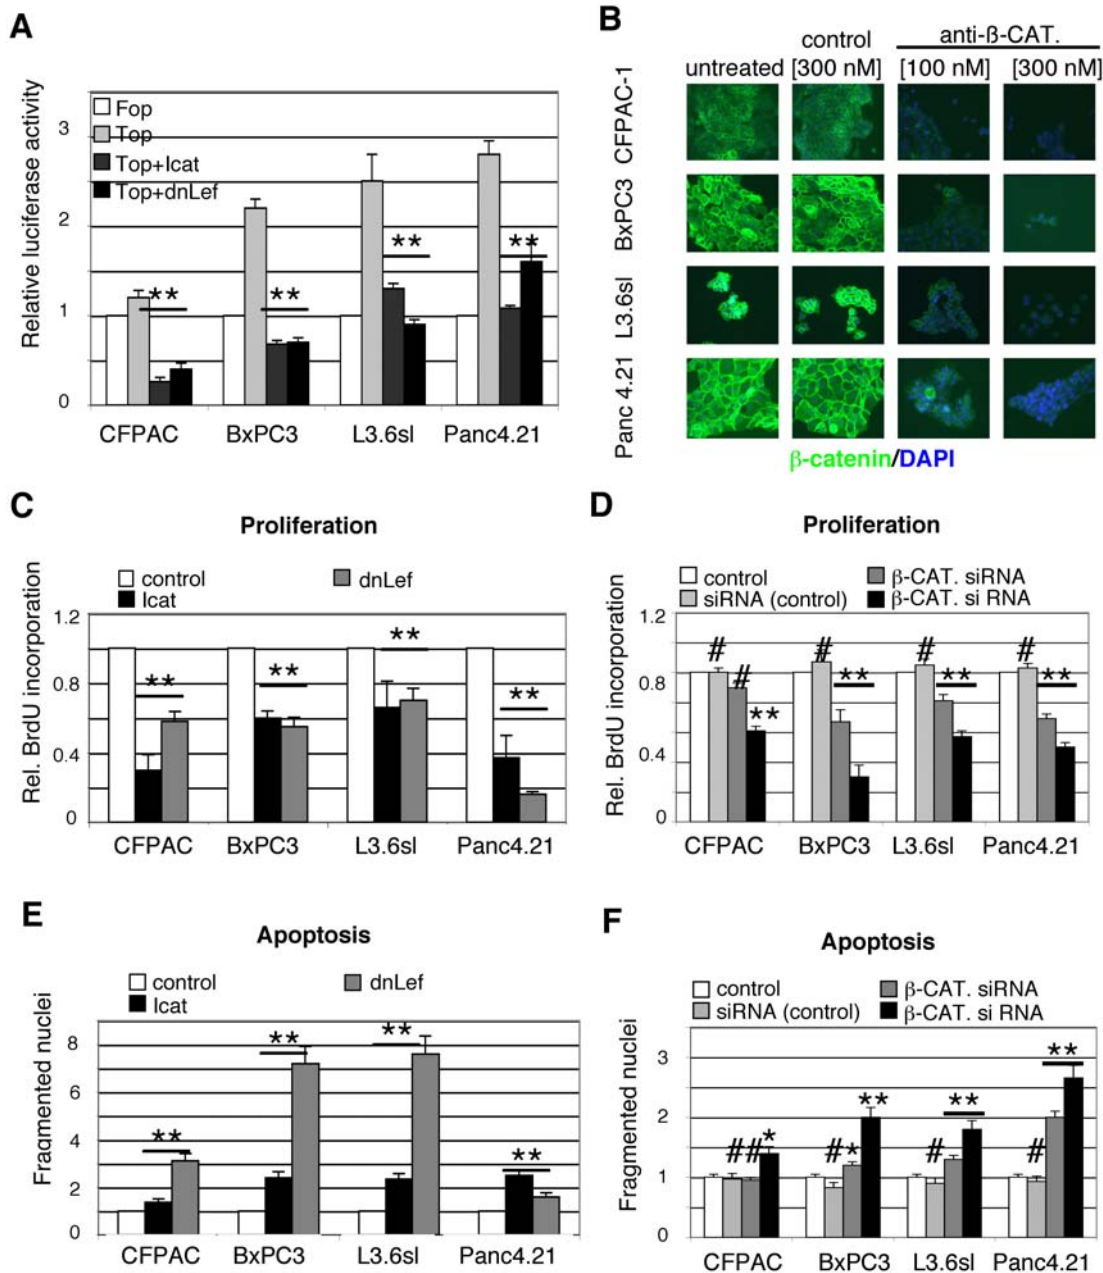 A
Relative luciferase activity
3
2
1
0
Fop
Top
Top+Icat
Top+dnLef
**
**
**
**
CFPAC
BxPC3
L3.6sl
Panc4.21
B
control
anti-ß-CAT.
untreated
[300 nM]
[100 nM]
[300 nM]
CFPAC-1
BxPC3
L3.6sl
Panc 4.21
β-catenin/DAPI
C
Proliferation
control
Icat
dnLef
Rel. BrdU incorporation
1.2
0.8
0.4
0
**
**
**
**
CFPAC
BxPC3
L3.6sl
Panc4.21
D
Proliferation
control
siRNA (control)
β-CAT. siRNA
β-CAT. si RNA
Rel. BrdU incorporation
1.2
0.8
0.4
0
#
#
**
#
**
#
**
#
**
CFPAC
BxPC3
L3.6sl
Panc4.21
E
Apoptosis
control
Icat
dnLef
Fragmented nuclei
8
6
4
2
0
**
**
**
**
CFPAC
BxPC3
L3.6sl
Panc4.21
F
Apoptosis
control
siRNA (control)
β-CAT. siRNA
β-CAT. si RNA
Fragmented nuclei
3
2
1
0
##*
#*
**
#
**
#
**
CFPAC
BxPC3
L3.6sl
Panc4.21